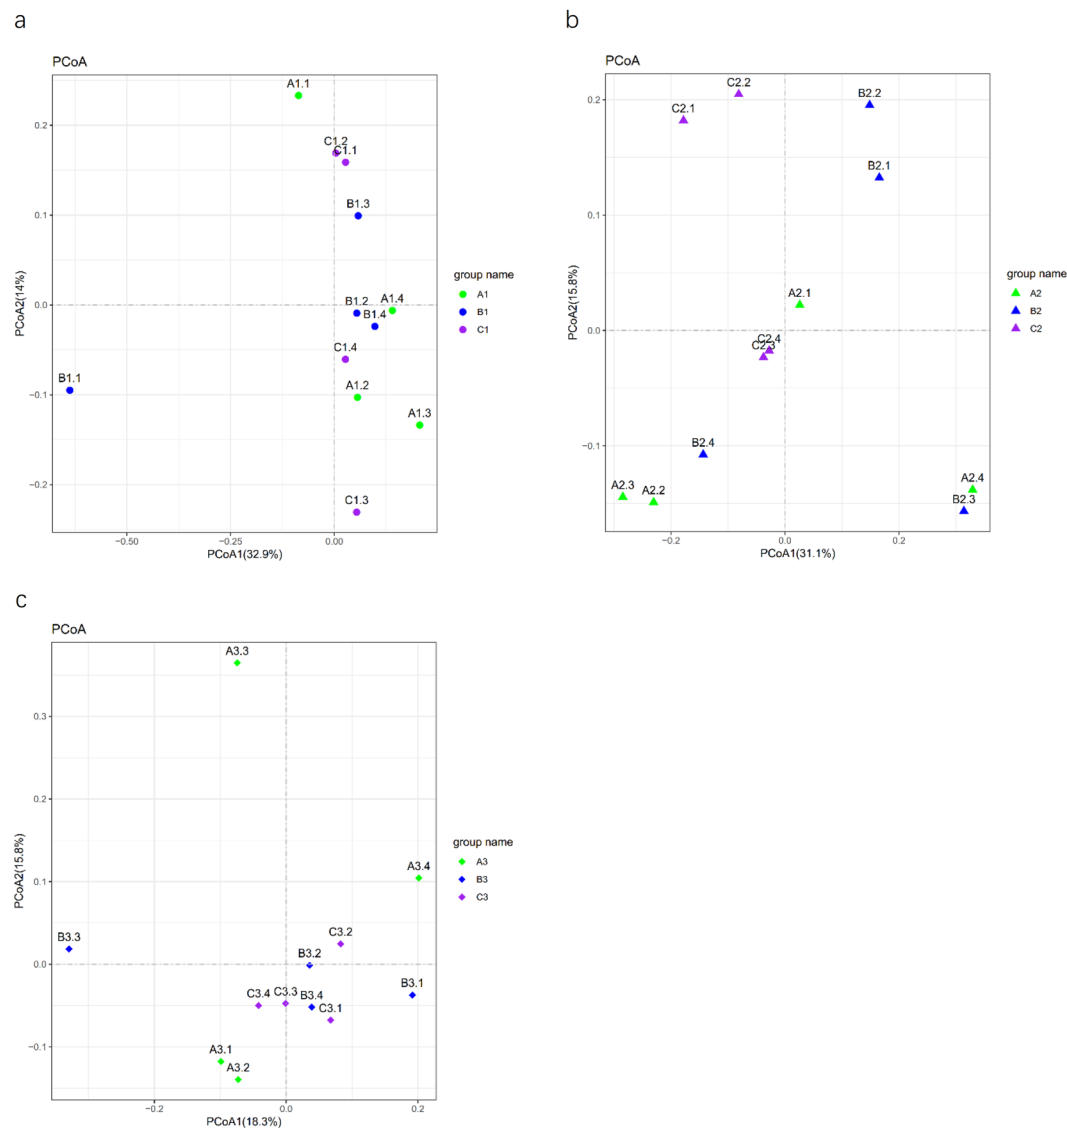 a
PCoA
A1.1
C1.2
C1.1
B1.3
B1.2
A1.4
B1.4
C1.4
B1.1
A1.2
A1.3
C1.3
0.2
0.1
0.0
−0.1
−0.2
−0.50
−0.25
0.00
PCoA1(32.9%)
PCoA2(14%)
group name
A1
B1
C1
b
PCoA
C2.2
B2.2
C2.1
B2.1
A2.1
C2.4
C2.3
B2.4
A2.3
A2.2
A2.4
B2.3
0.2
0.1
0.0
−0.1
−0.2
0.0
0.2
PCoA1(31.1%)
PCoA2(15.8%)
group name
A2
B2
C2
c
PCoA
A3.3
A3.4
B3.3
C3.2
B3.2
B3.1
C3.4
C3.3
B3.4
C3.1
A3.1
A3.2
0.3
0.2
0.1
0.0
−0.1
−0.2
0.0
0.2
PCoA1(18.3%)
PCoA2(15.8%)
group name
A3
B3
C3